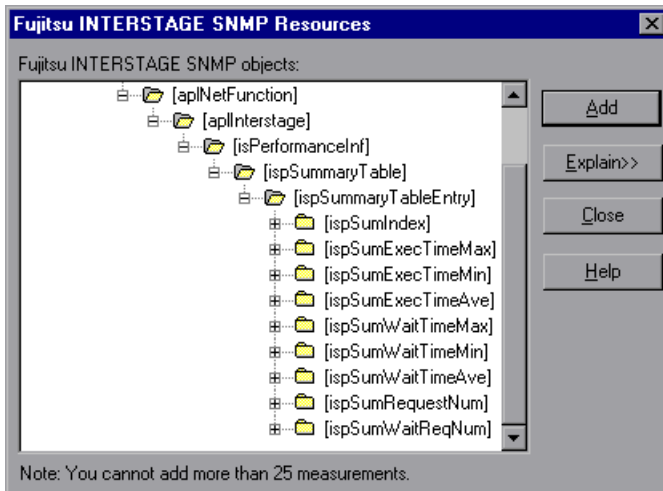 Fujitsu INTERSTAGE SNMP Resources
Fujitsu INTERSTAGE SNMP objects:
[aplNetFunction]
[aplInterstage]
[isPerformanceInf]
[ispSummaryTable]
[ispSummaryTableEntry]
[ispSumIndex]
[ispSumExecTimeMax]
[ispSumExecTimeMin]
[ispSumExecTimeAve]
[ispSumWaitTimeMax]
[ispSumWaitTimeMin]
[ispSumWaitTimeAve]
[ispSumRequestNum]
[ispSumWaitReqNum]
Add
Explain>>
Close
Help
Note: You cannot add more than 25 measurements.